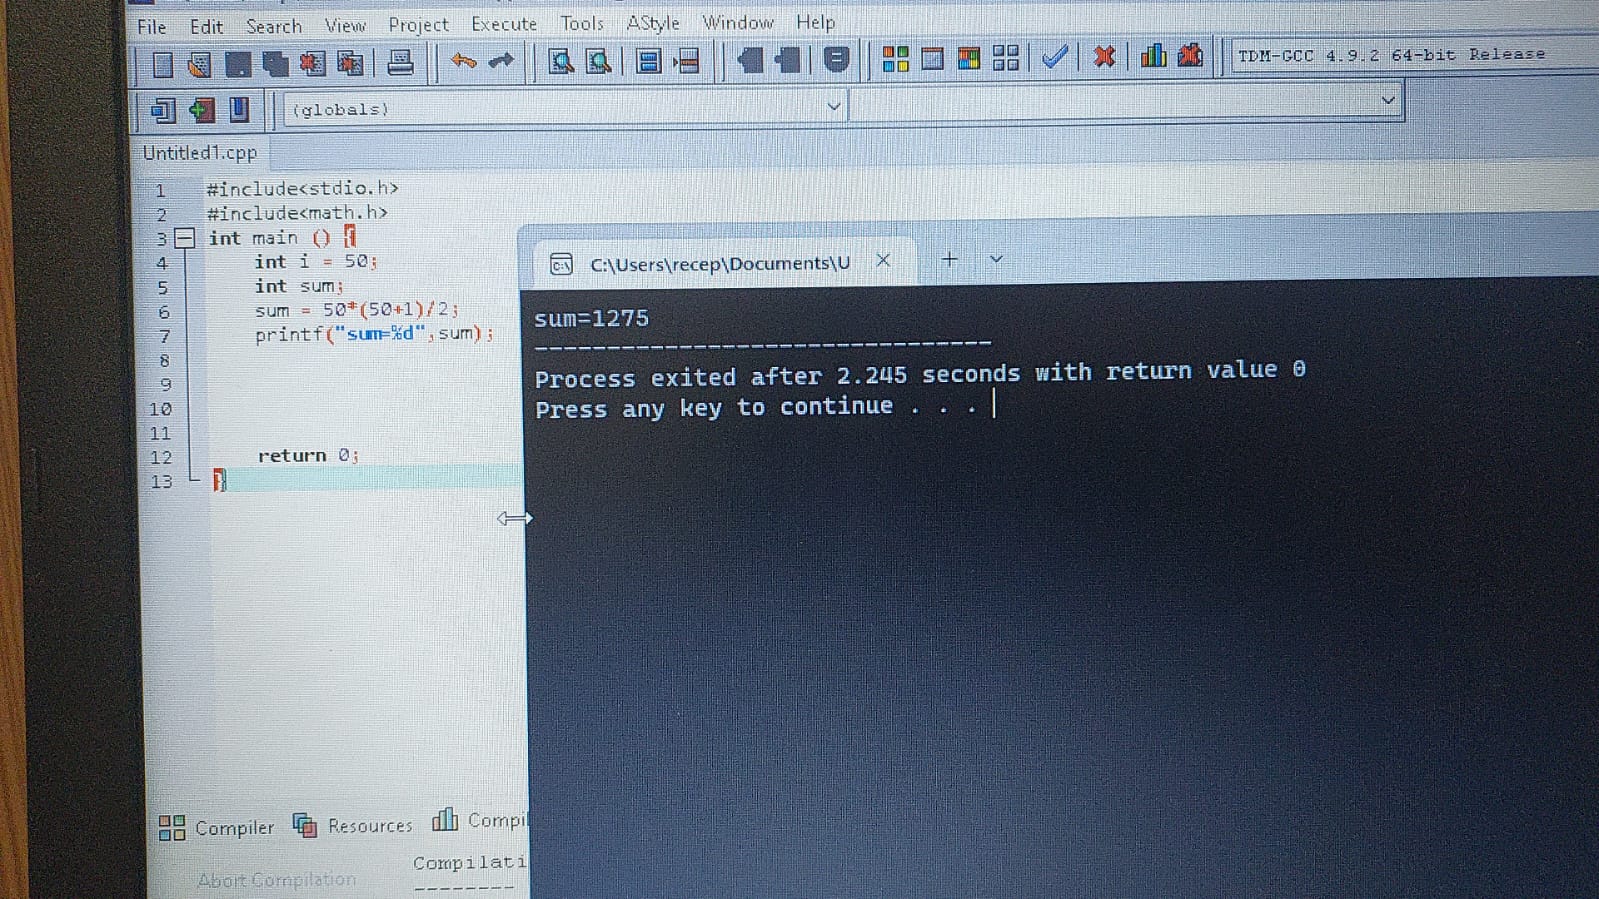 File Edit Search View Project Execute Tools AStyle Window Help
TDM-GCC 4.9.2 64-bit Release
(globals)
Untitled1.cpp
1 #include<stdio.h>
2 #include<math.h>
3 int main () {
4 int i = 50;
5 int sum;
6 sum = 50*(50+1)/2;
7 printf("sum=%d",sum);
8
9
10
11
12 return 0;
13 }
C:\Users\recep\Documents\U
sum=1275
--------------------------------
Process exited after 2.245 seconds with return value 0
Press any key to continue . . .
Compiler Resources Compil
Abort Compilation
Compilati
--------